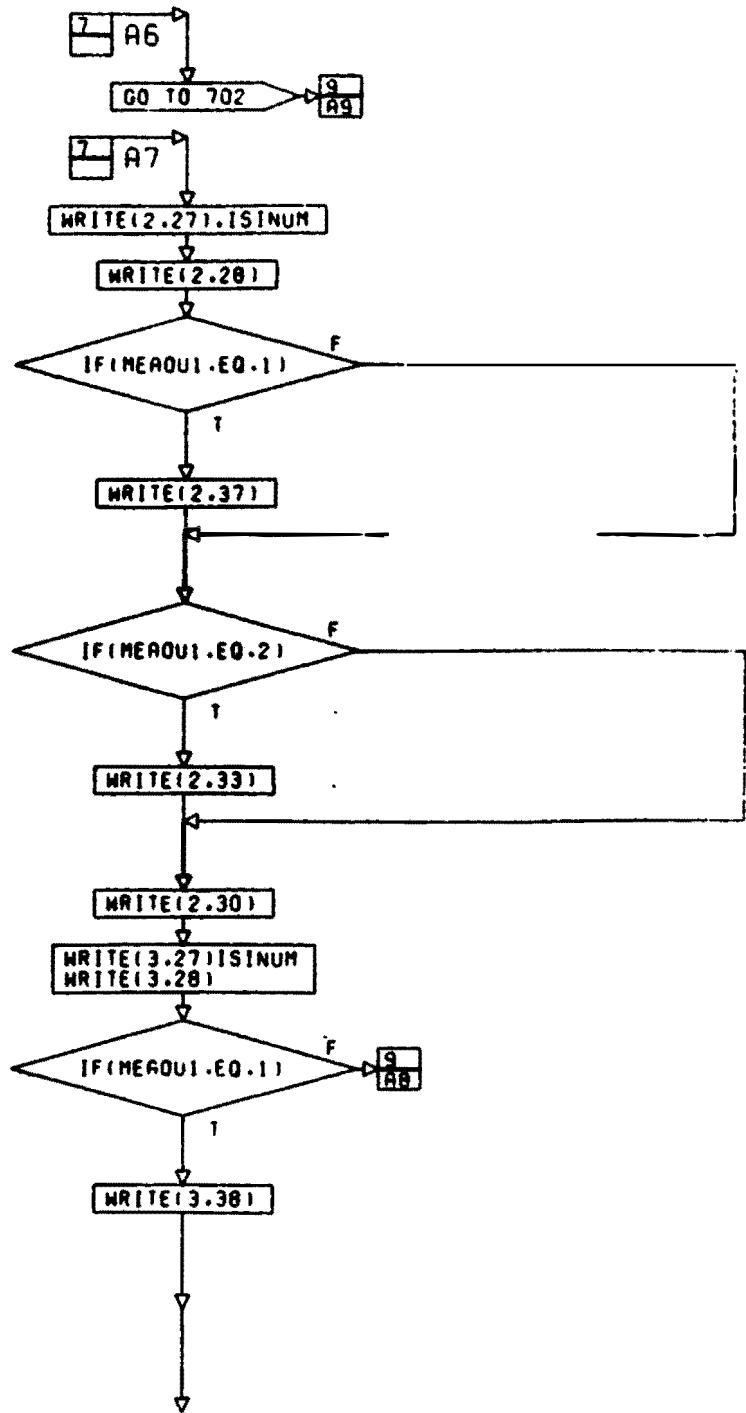 7
A6
GO TO 702
9
A9
7
A7
WRITE(2,27),ISINUM
WRITE(2,28)
IF(MEAOU1.EQ.1)
F
T
WRITE(2,37)
IF(MEAOU1.EQ.2)
F
T
WRITE(2,33)
WRITE(2,30)
WRITE(3,27)ISINUM
WRITE(3,28)
IF(MEAOU1.EQ.1)
F
9
A8
T
WRITE(3,38)